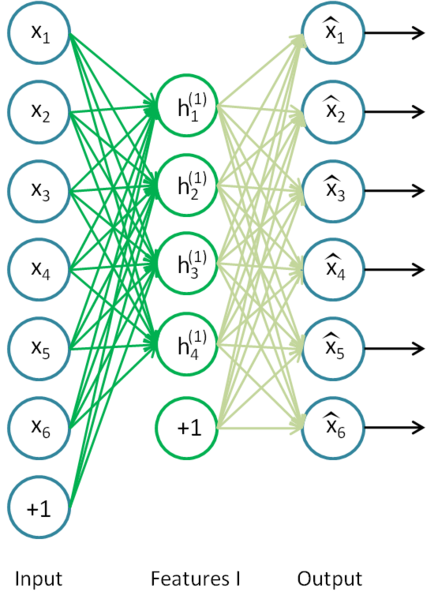 x₁ x̂₁
h₁⁽¹⁾
x₂ x̂₂
h₂⁽¹⁾
x₃ x̂₃
h₃⁽¹⁾
x₄ x̂₄
h₄⁽¹⁾
x₅ x̂₅
x₆ +1 x̂₆
+1
Input Features I Output